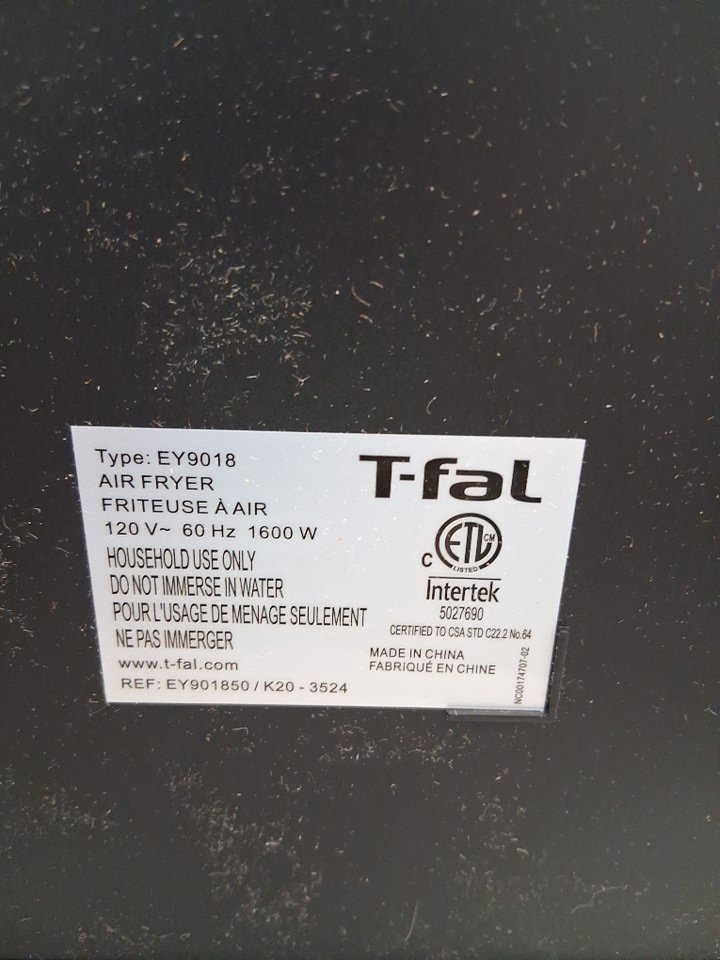 Type: EY9018
AIR FRYER
FRITEUSE À AIR
120 V~ 60 Hz 1600 W
HOUSEHOLD USE ONLY
DO NOT IMMERSE IN WATER
POUR L'USAGE DE MENAGE SEULEMENT
NE PAS IMMERGER
www.t-fal.com
REF: EY901850 / K20 - 3524
T-fal
C ETL CM
LISTED
Intertek
5027690
CERTIFIED TO CSA STD C22.2 No.64
MADE IN CHINA
FABRIQUÉ EN CHINE
NC00174707-02